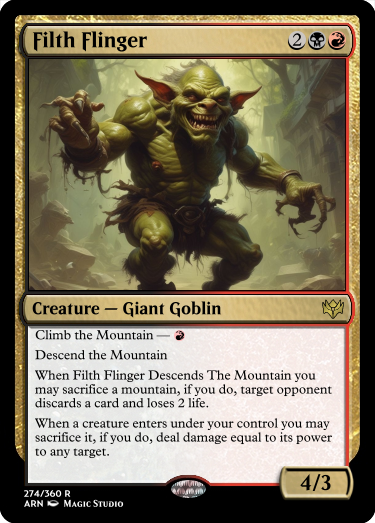 Filth Flinger 2
Creature — Giant Goblin
Climb the Mountain —
Descend the Mountain
When Filth Flinger Descends The Mountain you
may sacrifice a mountain, if you do, target opponent
discards a card and loses 2 life.
When a creature enters under your control you may
sacrifice it, if you do, deal damage equal to its power
to any target.
4/3
274/360 R
ARN Magic Studio